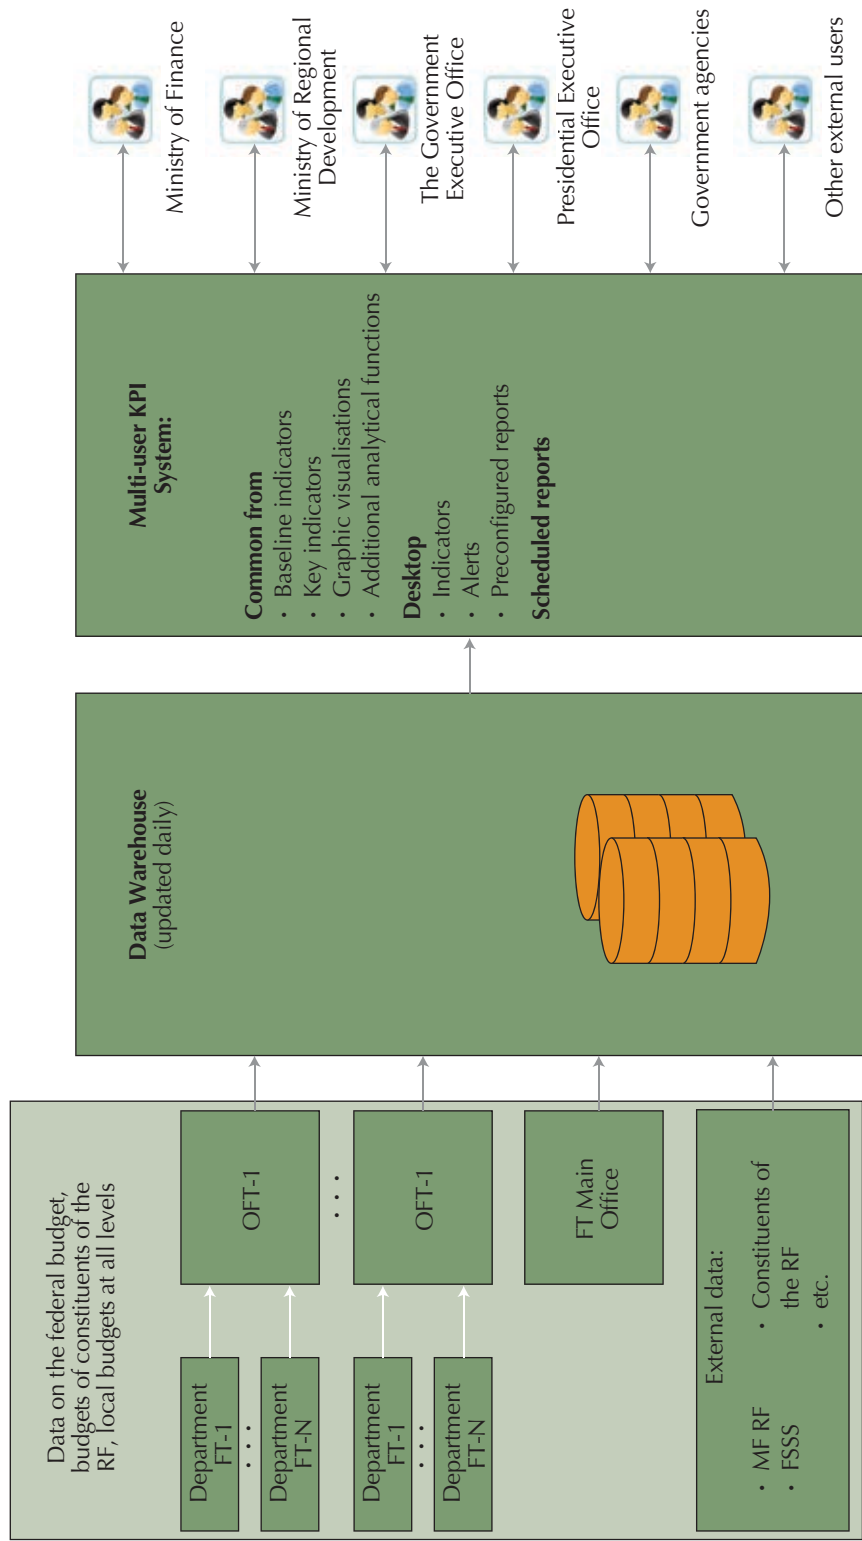 Data on the federal budget,
budgets of constituents of the
RF, local budgets at all levels
Department
FT-1
. . .
Department
FT-N
Department
FT-1
. . .
Department
FT-N
OFT-1
. . .
OFT-1
FT Main
Office
External data:
• MF RF
• FSSS
• Constituents of
the RF
• etc.
Data Warehouse
(updated daily)
Multi-user KPI
System:
Common from
• Baseline indicators
• Key indicators
• Graphic visualisations
• Additional analytical functions
Desktop
• Indicators
• Alerts
• Preconfigured reports
Scheduled reports
Ministry of Finance
Ministry of Regional
Development
The Government
Executive Office
Presidential Executive
Office
Government agencies
Other external users